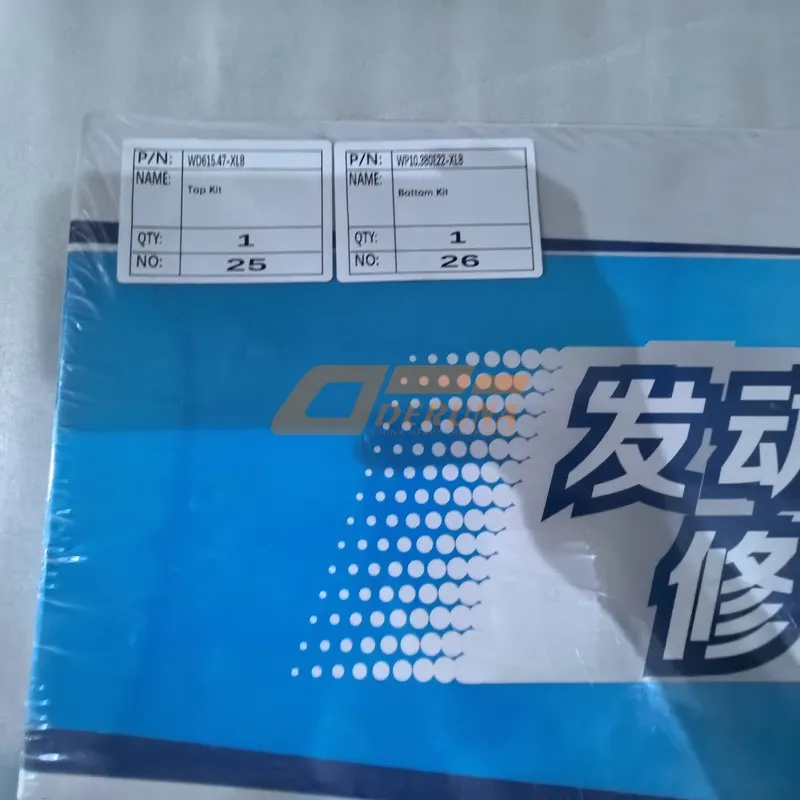 P/N: WD615.47-XLB
NAME: Top Kit
QTY: 1
NO: 25
P/N: WP10.380E22-XLB
NAME: Bottom Kit
QTY: 1
NO: 26
发动
修